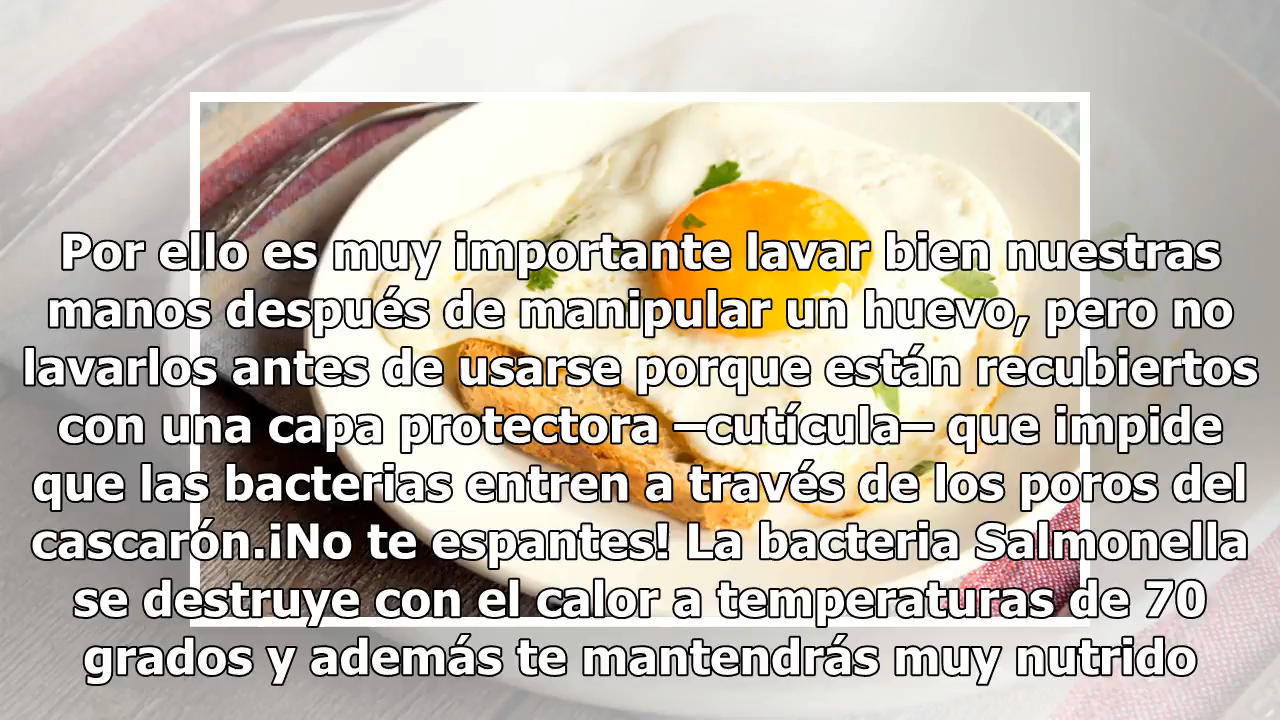 Por ello es muy importante lavar bien nuestras
manos después de manipular un huevo, pero no
lavarlos antes de usarse porque están recubiertos
con una capa protectora —cutícula— que impide
que las bacterias entren a través de los poros del
cascarón.¡No te espantes! La bacteria Salmonella
se destruye con el calor a temperaturas de 70
grados y además te mantendrás muy nutrido